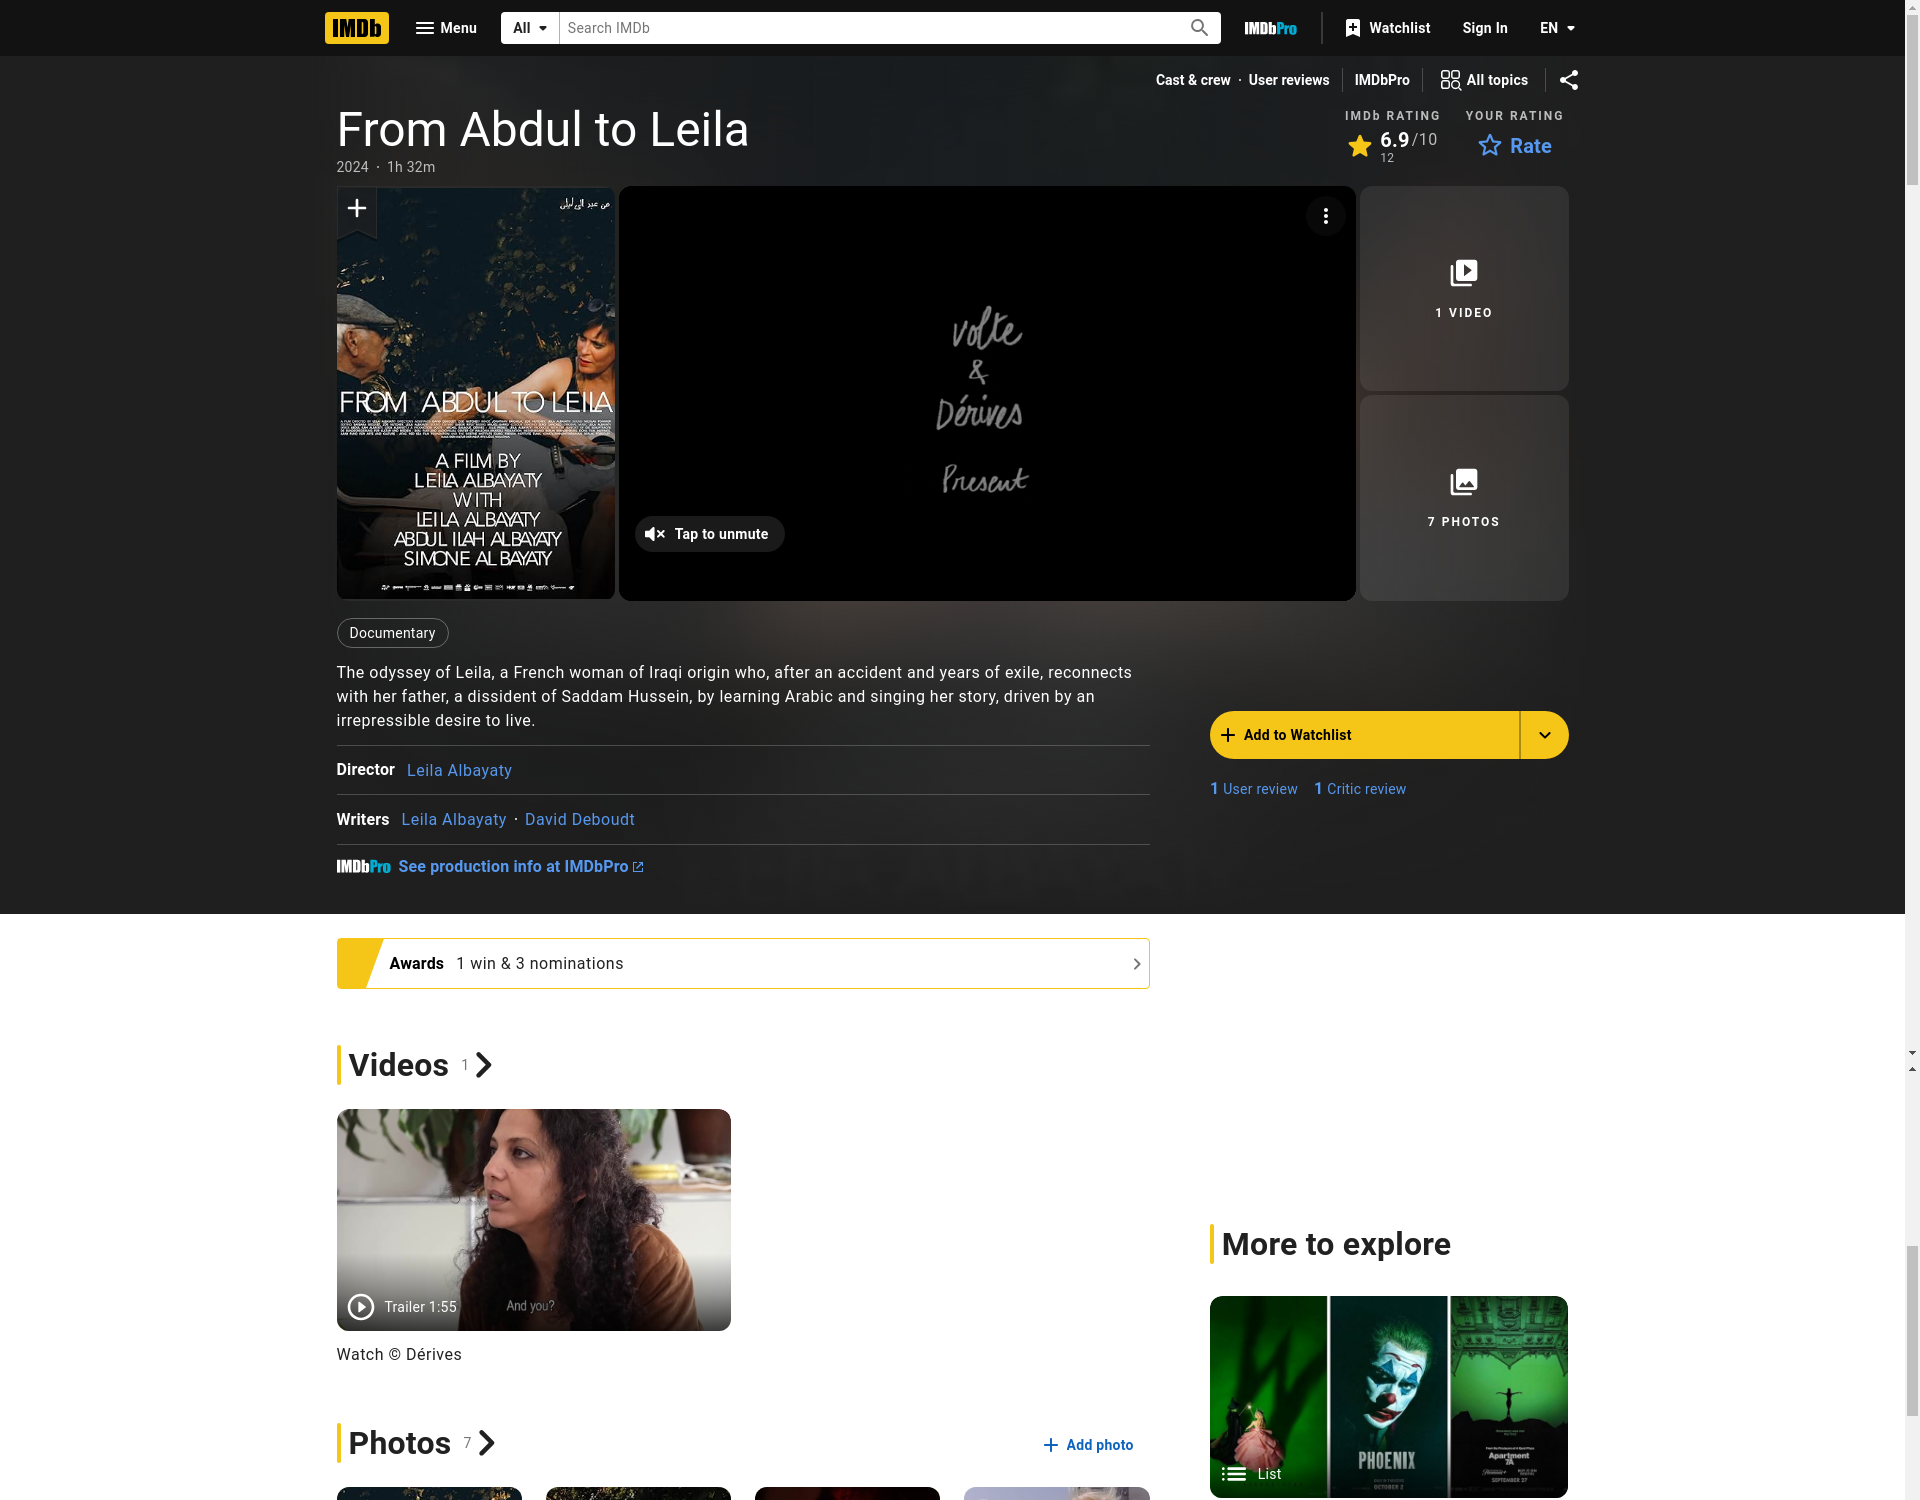 IMDb
Menu
All
Search IMDb
IMDbPro
Watchlist
Sign In
EN
Cast & crew · User reviews
IMDbPro
All topics
From Abdul to Leila
2024 · 1h 32m
IMDb RATING
6.9/10
12
YOUR RATING
Rate
من عبد الى ليلى
FROM ABDUL TO LEILA
A FILM BY
LEILA ALBAYATY
WITH
LEILA ALBAYATY
ABDUL ILAH ALBAYATY
SIMONE ALBAYATY
volte
&
Dérives
Present
Tap to unmute
1 VIDEO
7 PHOTOS
Documentary
The odyssey of Leila, a French woman of Iraqi origin who, after an accident and years of exile, reconnects
with her father, a dissident of Saddam Hussein, by learning Arabic and singing her story, driven by an
irrepressible desire to live.
Director Leila Albayaty
Writers Leila Albayaty · David Deboudt
IMDbPro See production info at IMDbPro
Add to Watchlist
1 User review 1 Critic review
Awards 1 win & 3 nominations
Videos 1
Trailer 1:55
And you?
Watch © Dérives
Photos 7
Add photo
More to explore
PHOENIX
OCTOBER 2
Apartment
7A
SEPTEMBER 27
List